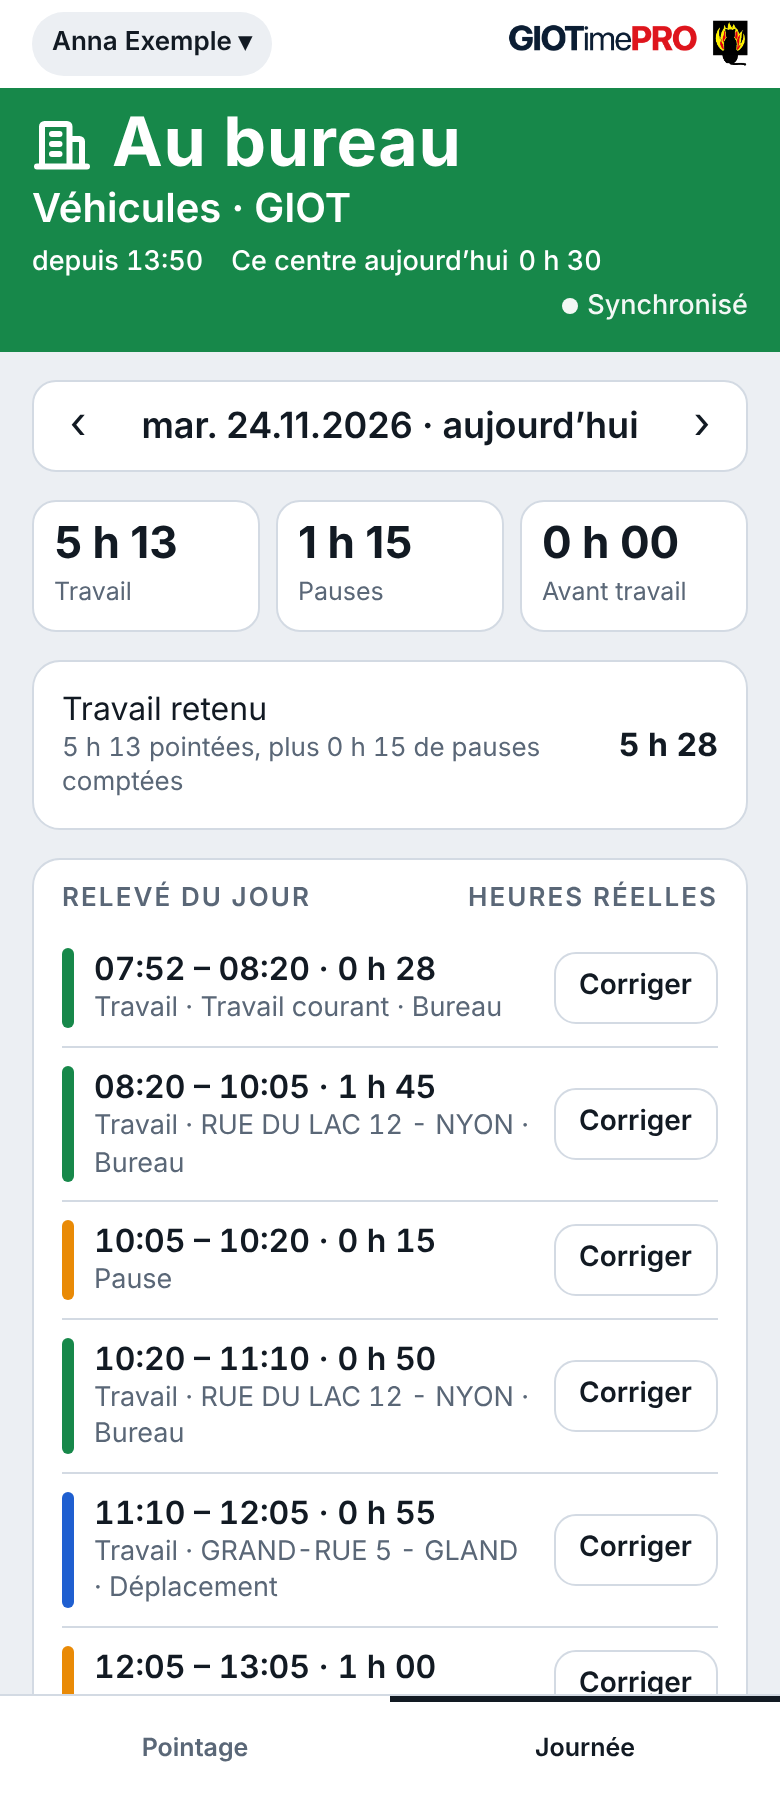 Anna Exemple ▾
GIOTimePRO
Au bureau
Véhicules · GIOT
depuis 13:50 Ce centre aujourd’hui 0 h 30
● Synchronisé
‹ mar. 24.11.2026 · aujourd’hui ›
5 h 13
Travail
1 h 15
Pauses
0 h 00
Avant travail
Travail retenu
5 h 13 pointées, plus 0 h 15 de pauses
comptées
5 h 28
RELEVÉ DU JOUR HEURES RÉELLES
07:52 – 08:20 · 0 h 28
Travail · Travail courant · Bureau
Corriger
08:20 – 10:05 · 1 h 45
Travail · RUE DU LAC 12 - NYON ·
Bureau
Corriger
10:05 – 10:20 · 0 h 15
Pause
Corriger
10:20 – 11:10 · 0 h 50
Travail · RUE DU LAC 12 - NYON ·
Bureau
Corriger
11:10 – 12:05 · 0 h 55
Travail · GRAND-RUE 5 - GLAND
· Déplacement
Corriger
12:05 – 13:05 · 1 h 00
Corriger
Pointage
Journée